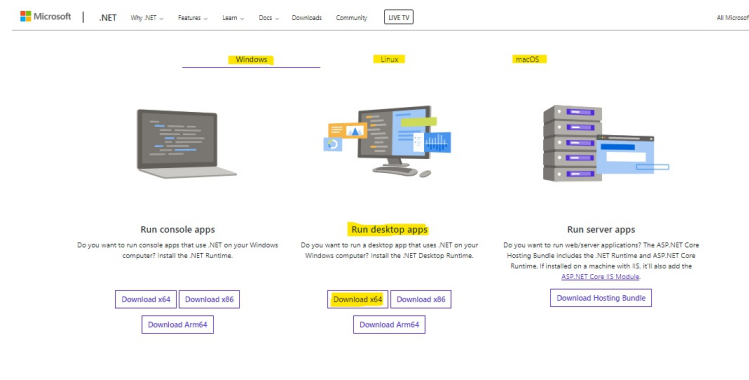 Microsoft | .NET Why .NET Features Learn Docs Downloads Community LIVE TV All Microsof
Windows Linux macOS
Run console apps
Do you want to run console apps that use .NET on your Windows
computer? Install the .NET Runtime.
Download x64 Download x86
Download Arm64
Run desktop apps
Do you want to run a desktop app that uses .NET on your
Windows computer? Install the .NET Desktop Runtime.
Download x64 Download x86
Download Arm64
Run server apps
Do you want to run web/server applications? The ASP.NET Core
Hosting Bundle includes the .NET Runtime and ASP.NET Core
Runtime. If installed on a machine with IIS, it'll also add the
ASP.NET Core IIS Module.
Download Hosting Bundle